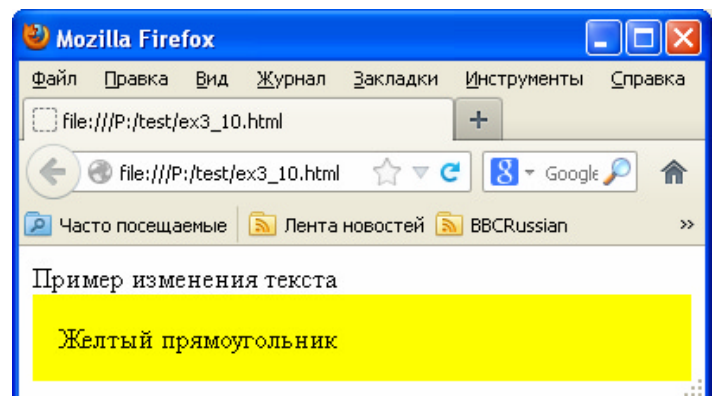 Mozilla Firefox
Файл Правка Вид Журнал Закладки Инструменты Справка
file:///P:/test/ex3_10.html +
file:///P:/test/ex3_10.html 8 Google
Часто посещаемые Лента новостей BBCRussian »
Пример изменения текста
Желтый прямоугольник